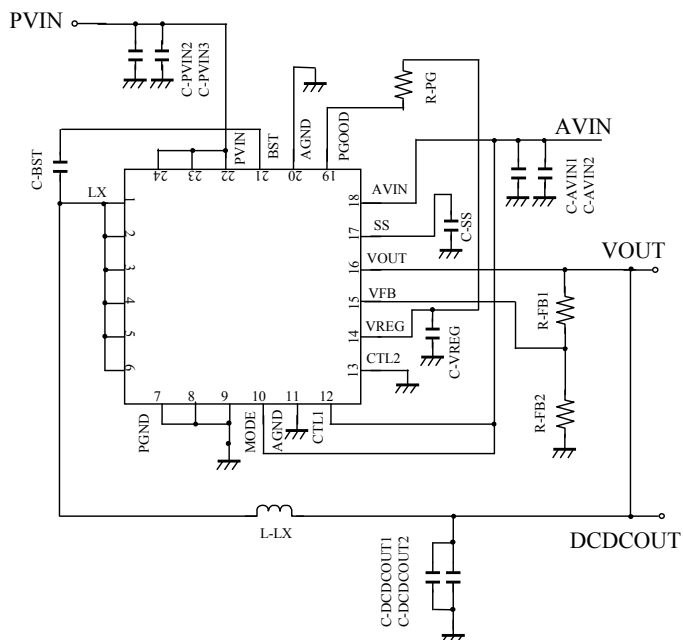 PVIN
C-PVIN2
C-PVIN3
R-PG
AVIN
C-AVIN1
C-AVIN2
C-BST
PVIN
BST
AGND
PGOOD
24
23
22
21
20
19
LX
1
2
3
4
5
6
18
17
16
15
14
13
AVIN
SS
C-SS
VOUT
VOUT
VFB
R-FB1
VREG
C-VREG
CTL2
R-FB2
7
8
9
10
11
12
PGND
MODE
AGND
CTL1
L-LX
DCDCOUT
C-DCDCOUT1
C-DCDCOUT2